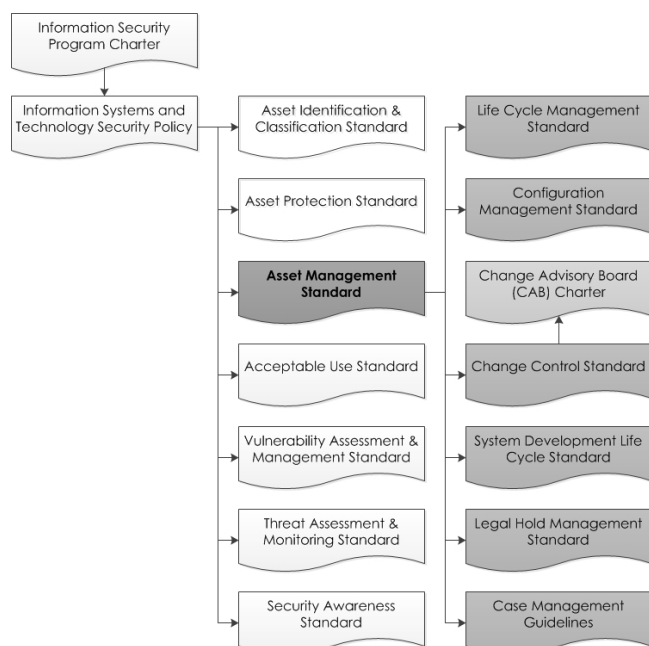 Information Security
Program Charter
Information Systems and
Technology Security Policy
Asset Identification &
Classification Standard
Life Cycle Management
Standard
Asset Protection Standard
Configuration
Management Standard
Asset Management
Standard
Change Advisory Board
(CAB) Charter
Acceptable Use Standard
Change Control Standard
Vulnerability Assessment &
Management Standard
System Development Life
Cycle Standard
Threat Assessment &
Monitoring Standard
Legal Hold Management
Standard
Security Awareness
Standard
Case Management
Guidelines